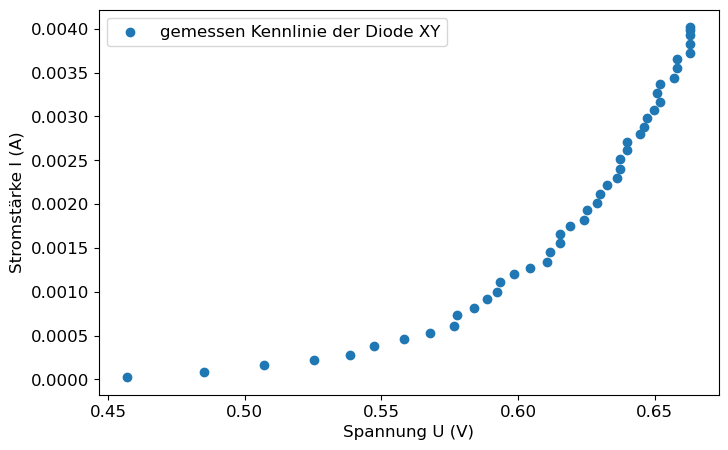 gemessen Kennlinie der Diode XY
0.0040
0.0035
0.0030
0.0025
0.0020
0.0015
0.0010
0.0005
0.0000
Stromstärke I (A)
0.45 0.50 0.55 0.60 0.65
Spannung U (V)